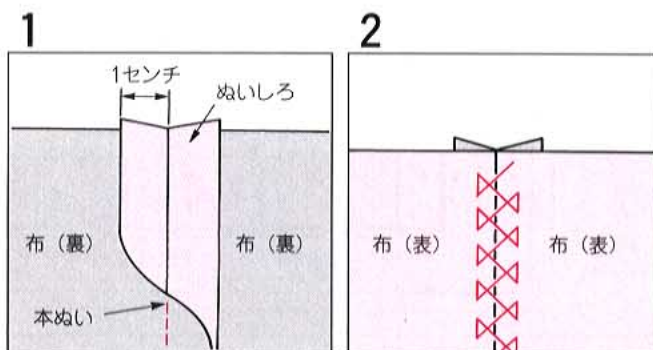 1
1センチ
ぬいしろ
布（裏）
布（裏）
本ぬい
2
布（表）
布（表）